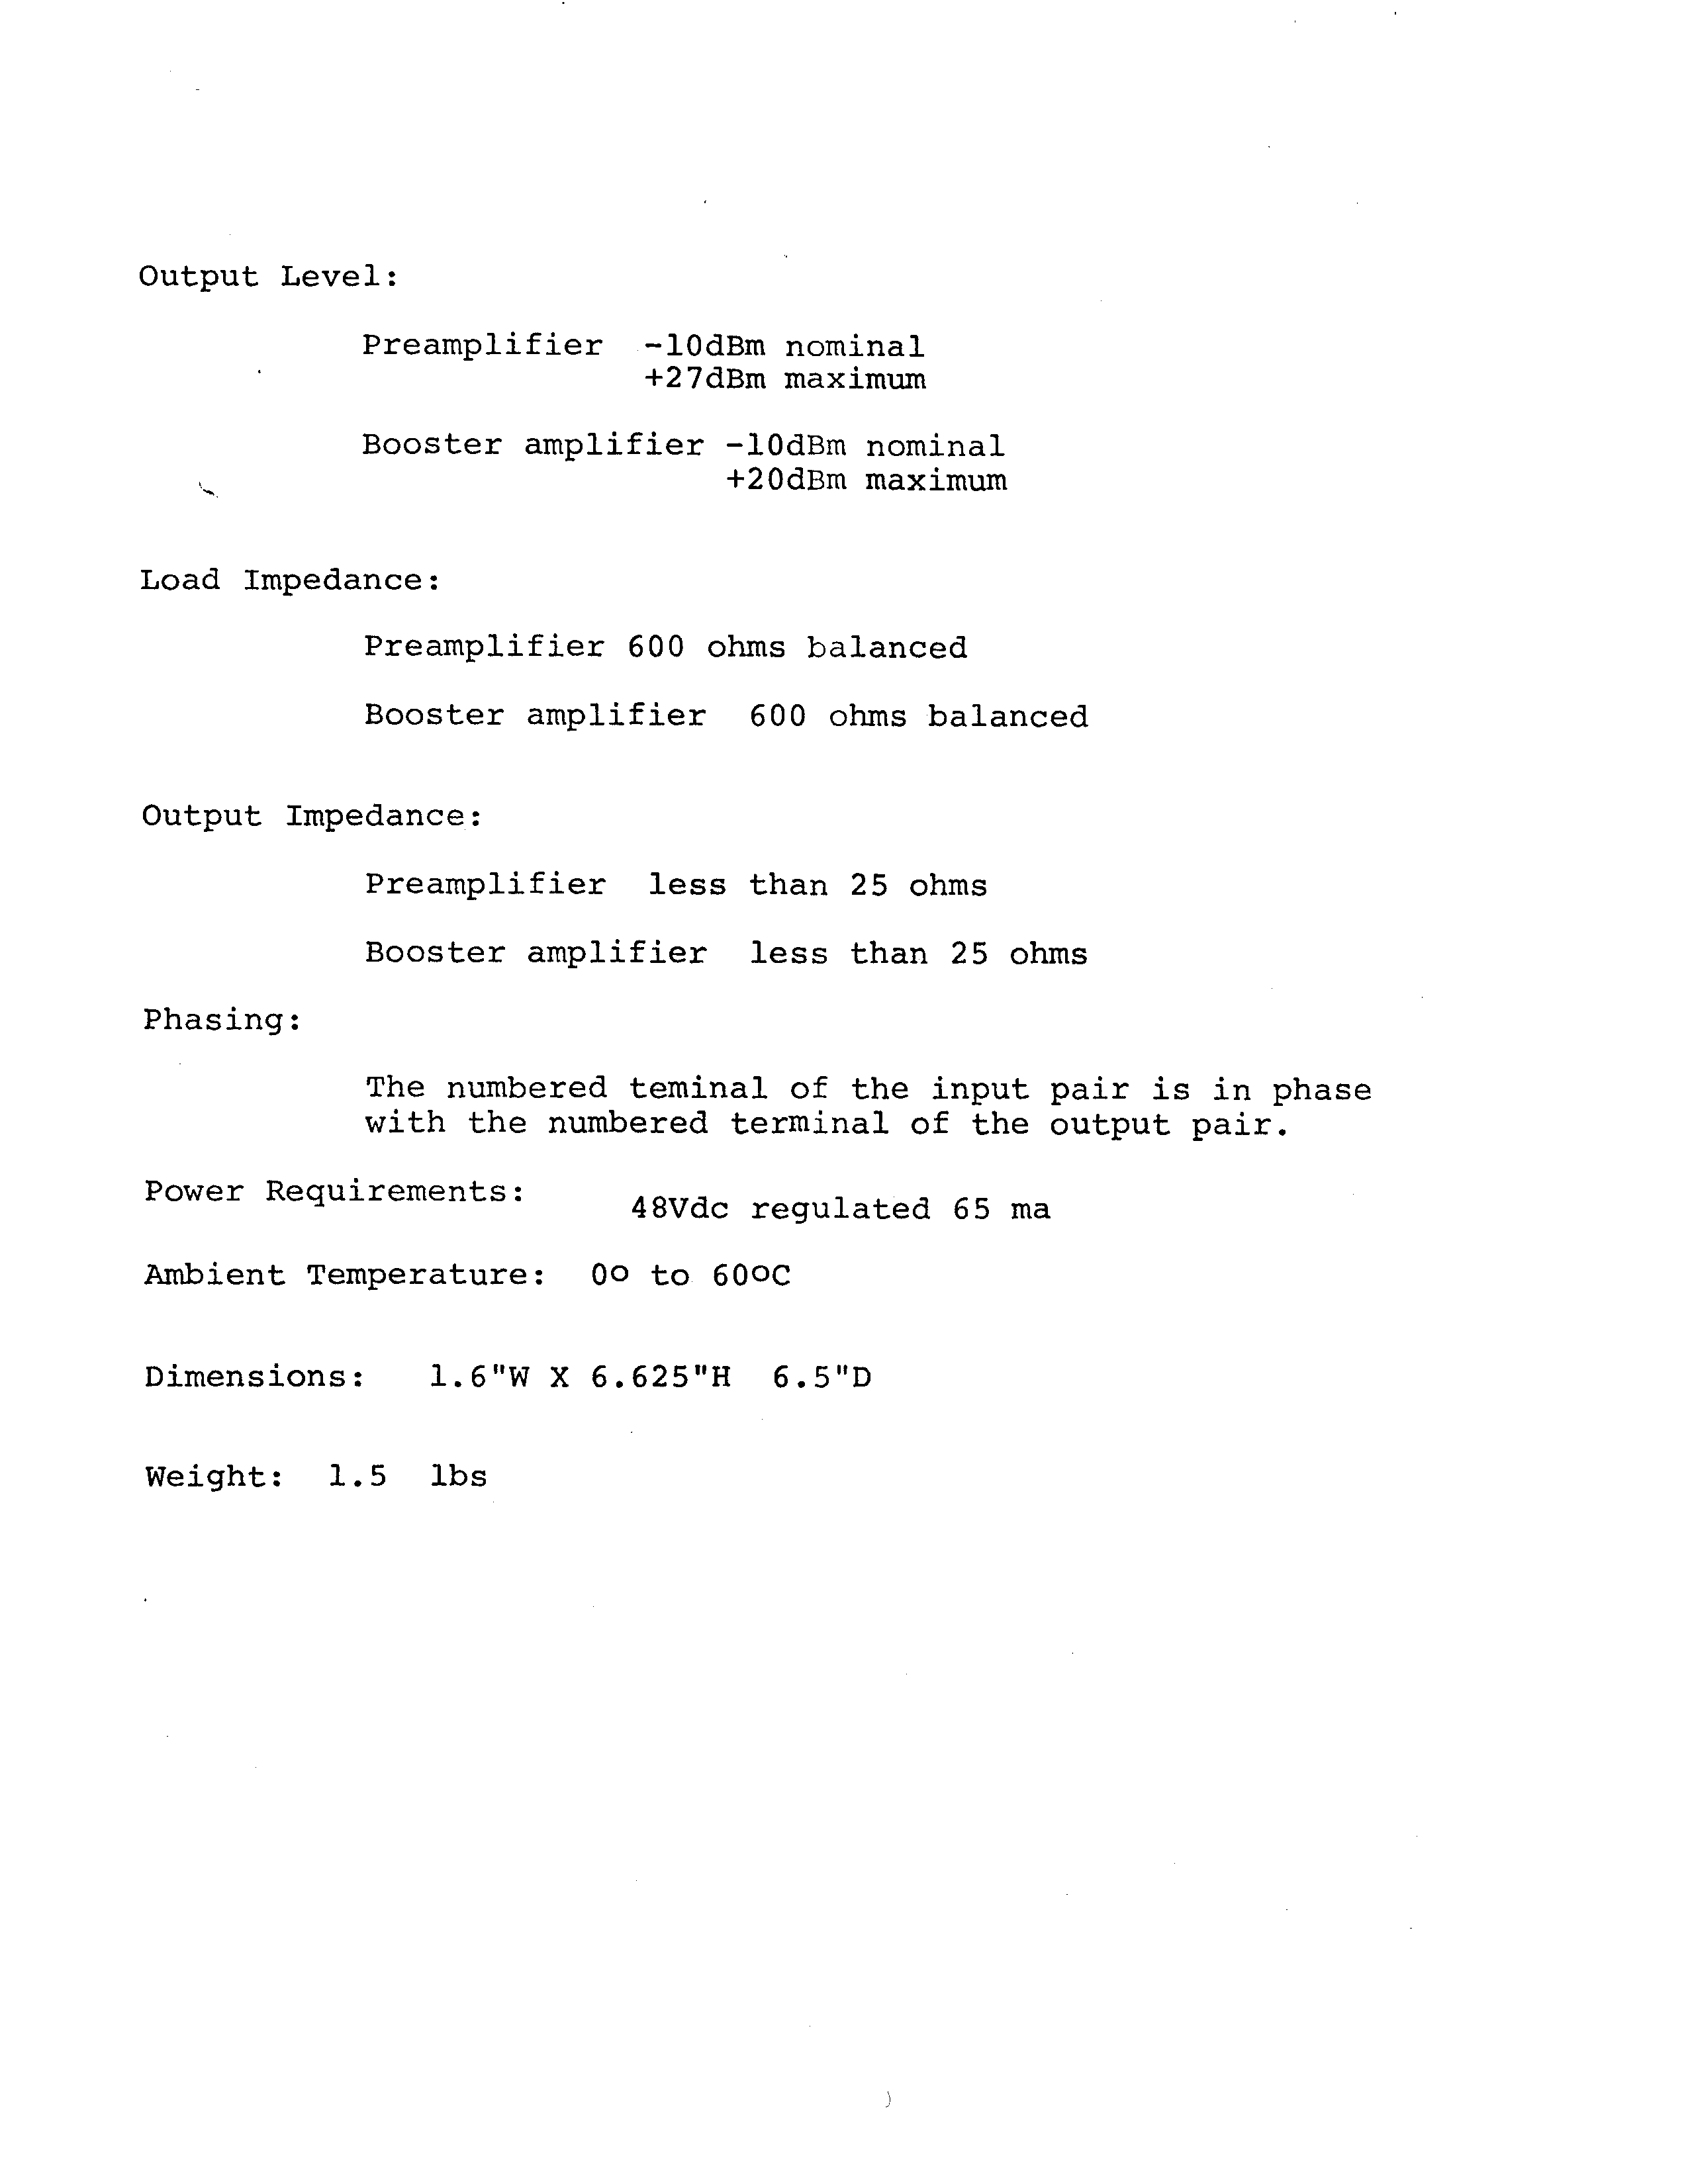 Output Level:
Preamplifier -10dBm nominal
+27dBm maximum
Booster amplifier -10dBm nominal
+20dBm maximum
Load Impedance:
Preamplifier 600 ohms balanced
Booster amplifier 600 ohms balanced
Output Impedance:
Preamplifier less than 25 ohms
Booster amplifier less than 25 ohms
Phasing:
The numbered teminal of the input pair is in phase
with the numbered terminal of the output pair.
Power Requirements: 48Vdc regulated 65 ma
Ambient Temperature: 0o to 60oC
Dimensions: 1.6"W X 6.625"H 6.5"D
Weight: 1.5 lbs